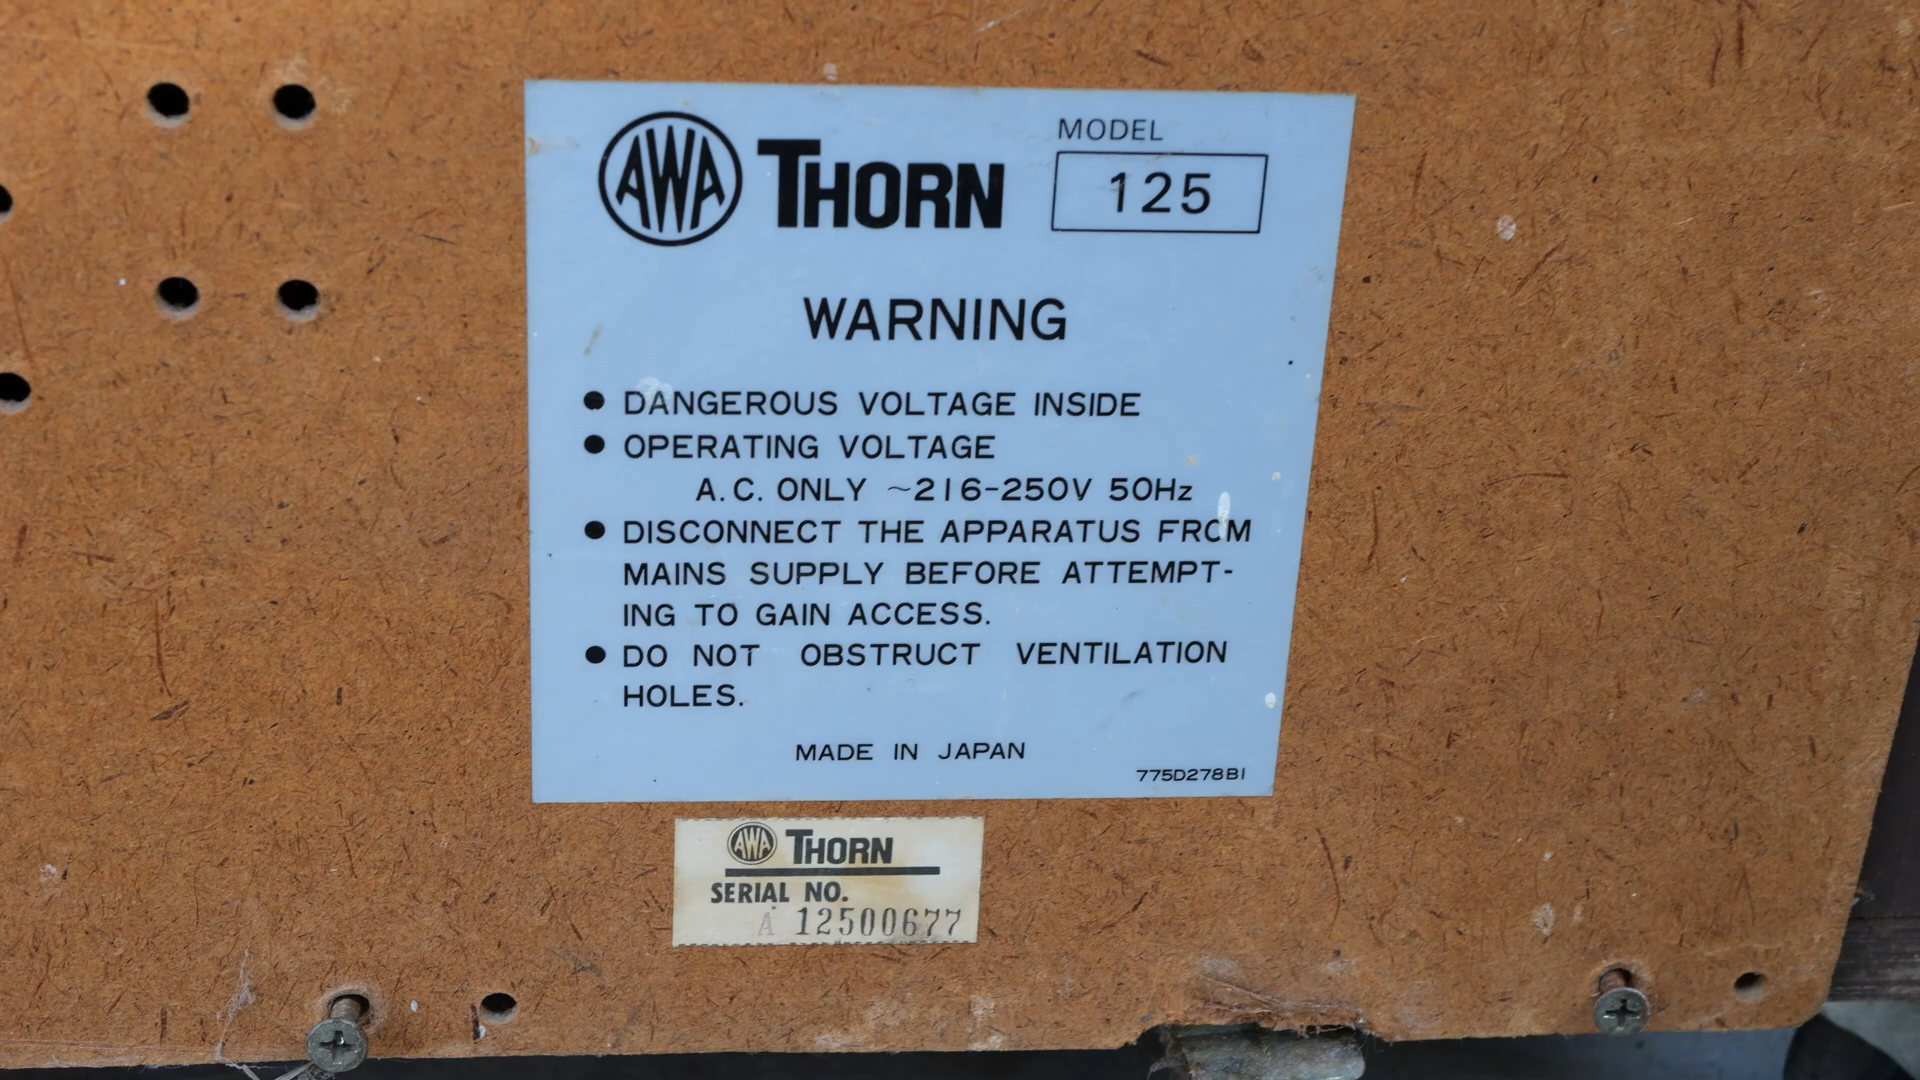 AWA THORN
MODEL
125
WARNING
● DANGEROUS VOLTAGE INSIDE
● OPERATING VOLTAGE
A.C. ONLY ~216-250V 50Hz
● DISCONNECT THE APPARATUS FROM
MAINS SUPPLY BEFORE ATTEMPT-
ING TO GAIN ACCESS.
● DO NOT OBSTRUCT VENTILATION
HOLES.
MADE IN JAPAN
775D278B1
AWA THORN
SERIAL NO.
A 12500677